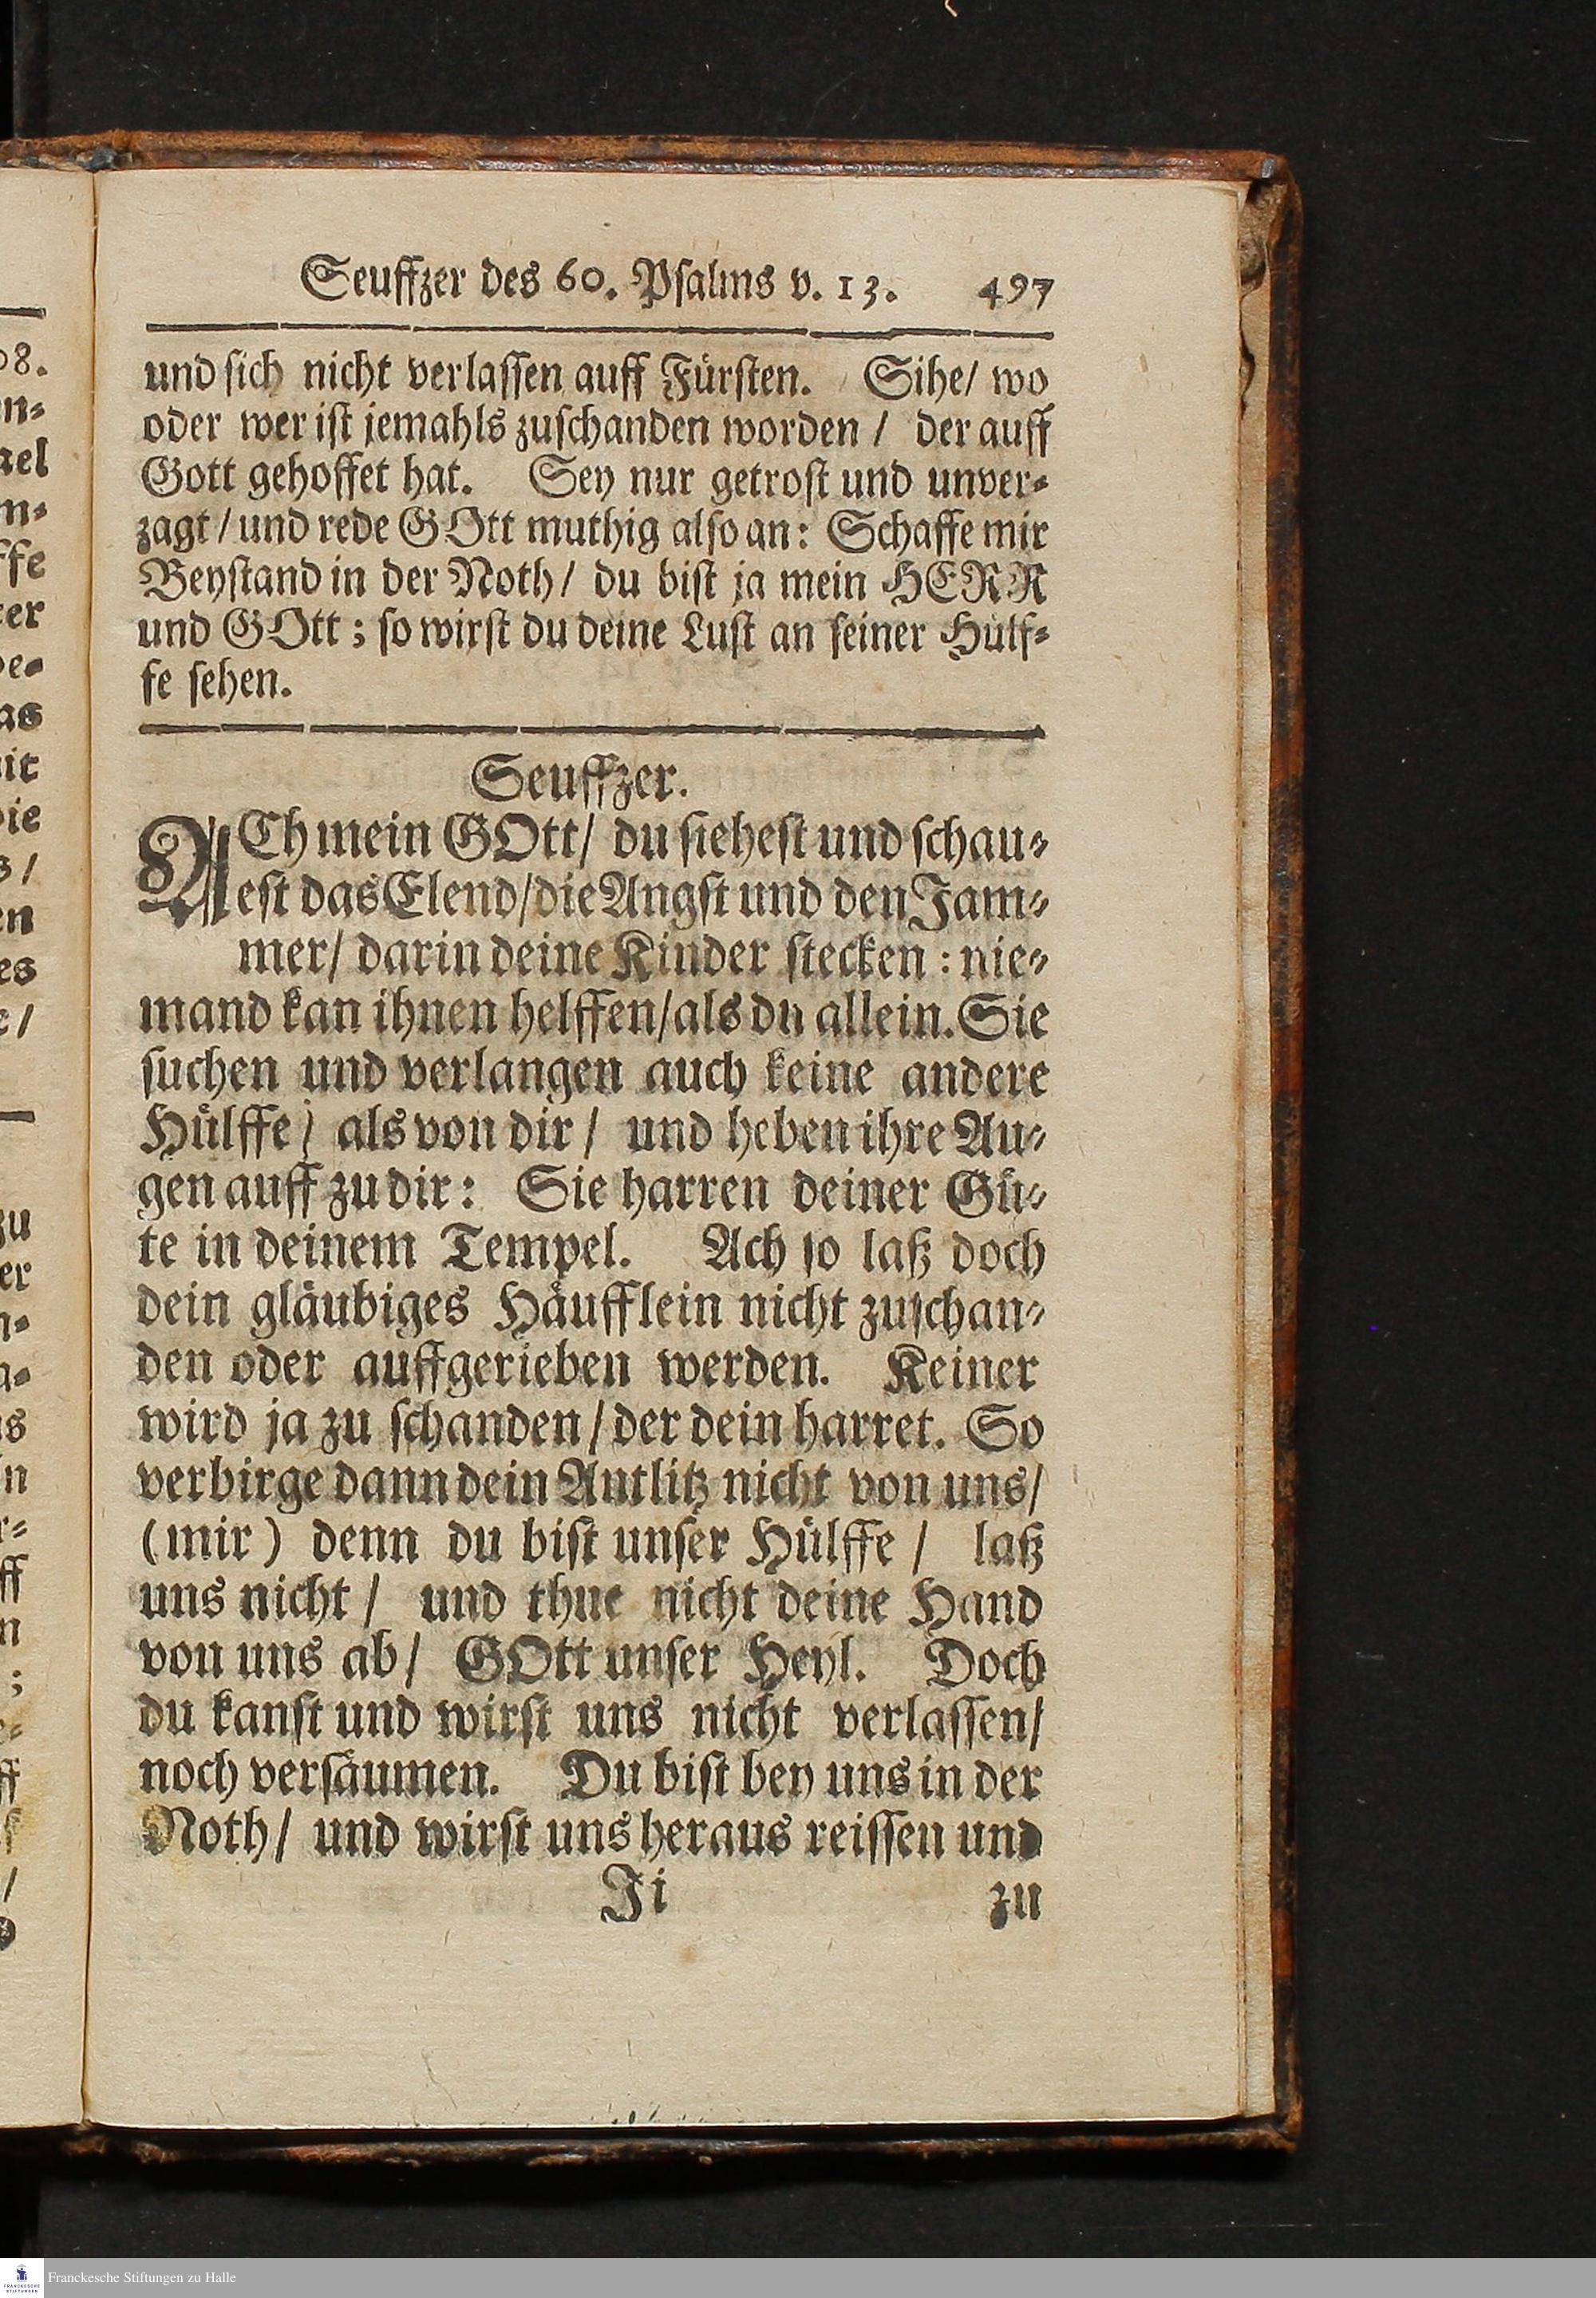 Seuffzer des 60. Psalms v. 13. 497
und sich nicht verlassen auff Fürsten. Sihe/ wo
oder wer ist jemahls zuschanden worden / der auff
Gott gehoffet hat. Sey nur getrost und unver-
zagt / und rede GOtt muthig also an: Schaffe mir
Beystand in der Noth/ du bist ja mein HERR
und GOtt; so wirst du deine Lust an seiner Hülf-
fe sehen.
Seuffzer.
ACh mein GOtt/ du siehest und schau-
est das Elend/die Angst und den Jam-
mer/ darin deine Kinder stecken : nie-
mand kan ihnen helffen/als du allein. Sie
suchen und verlangen auch keine andere
Hülffe/ als von dir / und heben ihre Au-
gen auff zu dir: Sie harren deiner Gü-
te in deinem Tempel. Ach so laß doch
dein gläubiges Häufflein nicht zuschan-
den oder auffgerieben werden. Keiner
wird ja zu schanden / der dein harret. So
verbirge dann dein Antlitz nicht von uns/
(mir) denn du bist unser Hülffe / laß
uns nicht / und thue nicht deine Hand
von uns ab/ GOtt unser Heyl. Doch
du kanst und wirst uns nicht verlassen/
noch versäumen. Du bist bey uns in der
Noth/ und wirst uns heraus reissen und
Ji zu
Franckesche Stiftungen zu Halle